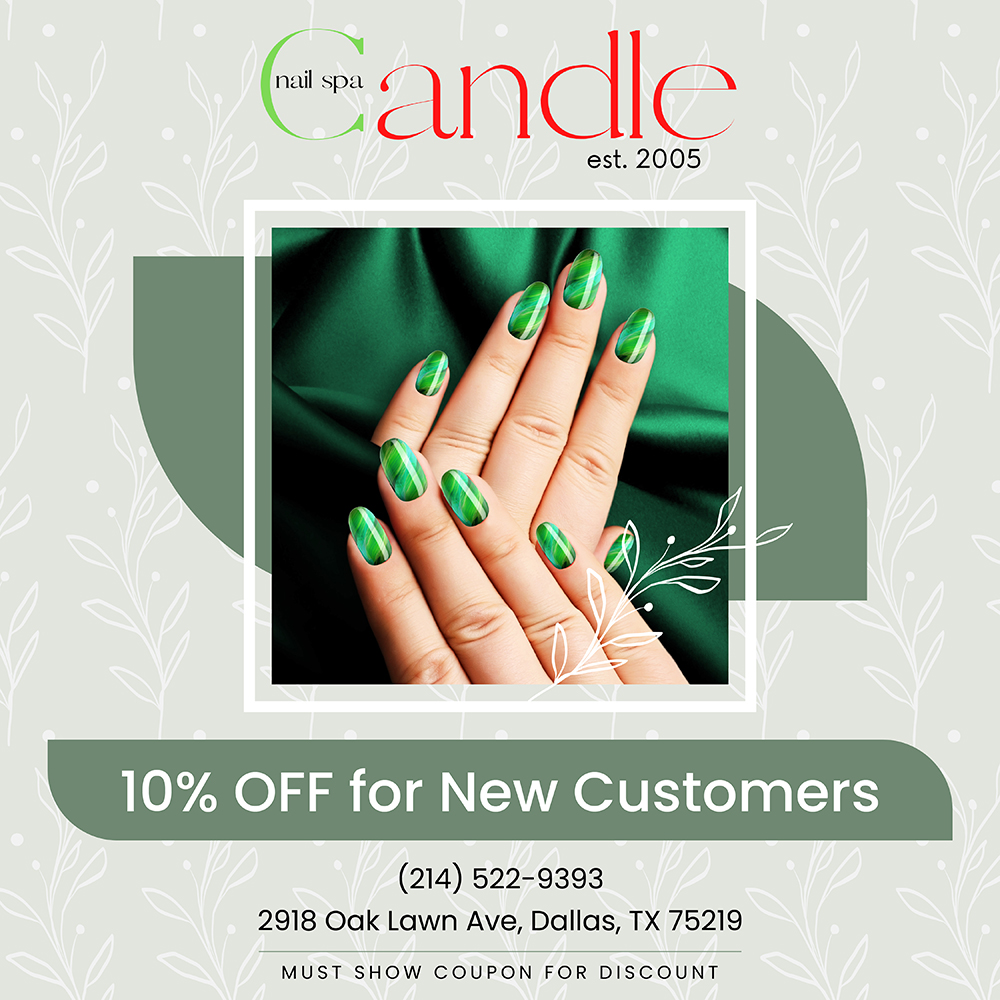 Candle
nail spa
est. 2005
10% OFF for New Customers
(214) 522-9393
2918 Oak Lawn Ave, Dallas, TX 75219
MUST SHOW COUPON FOR DISCOUNT